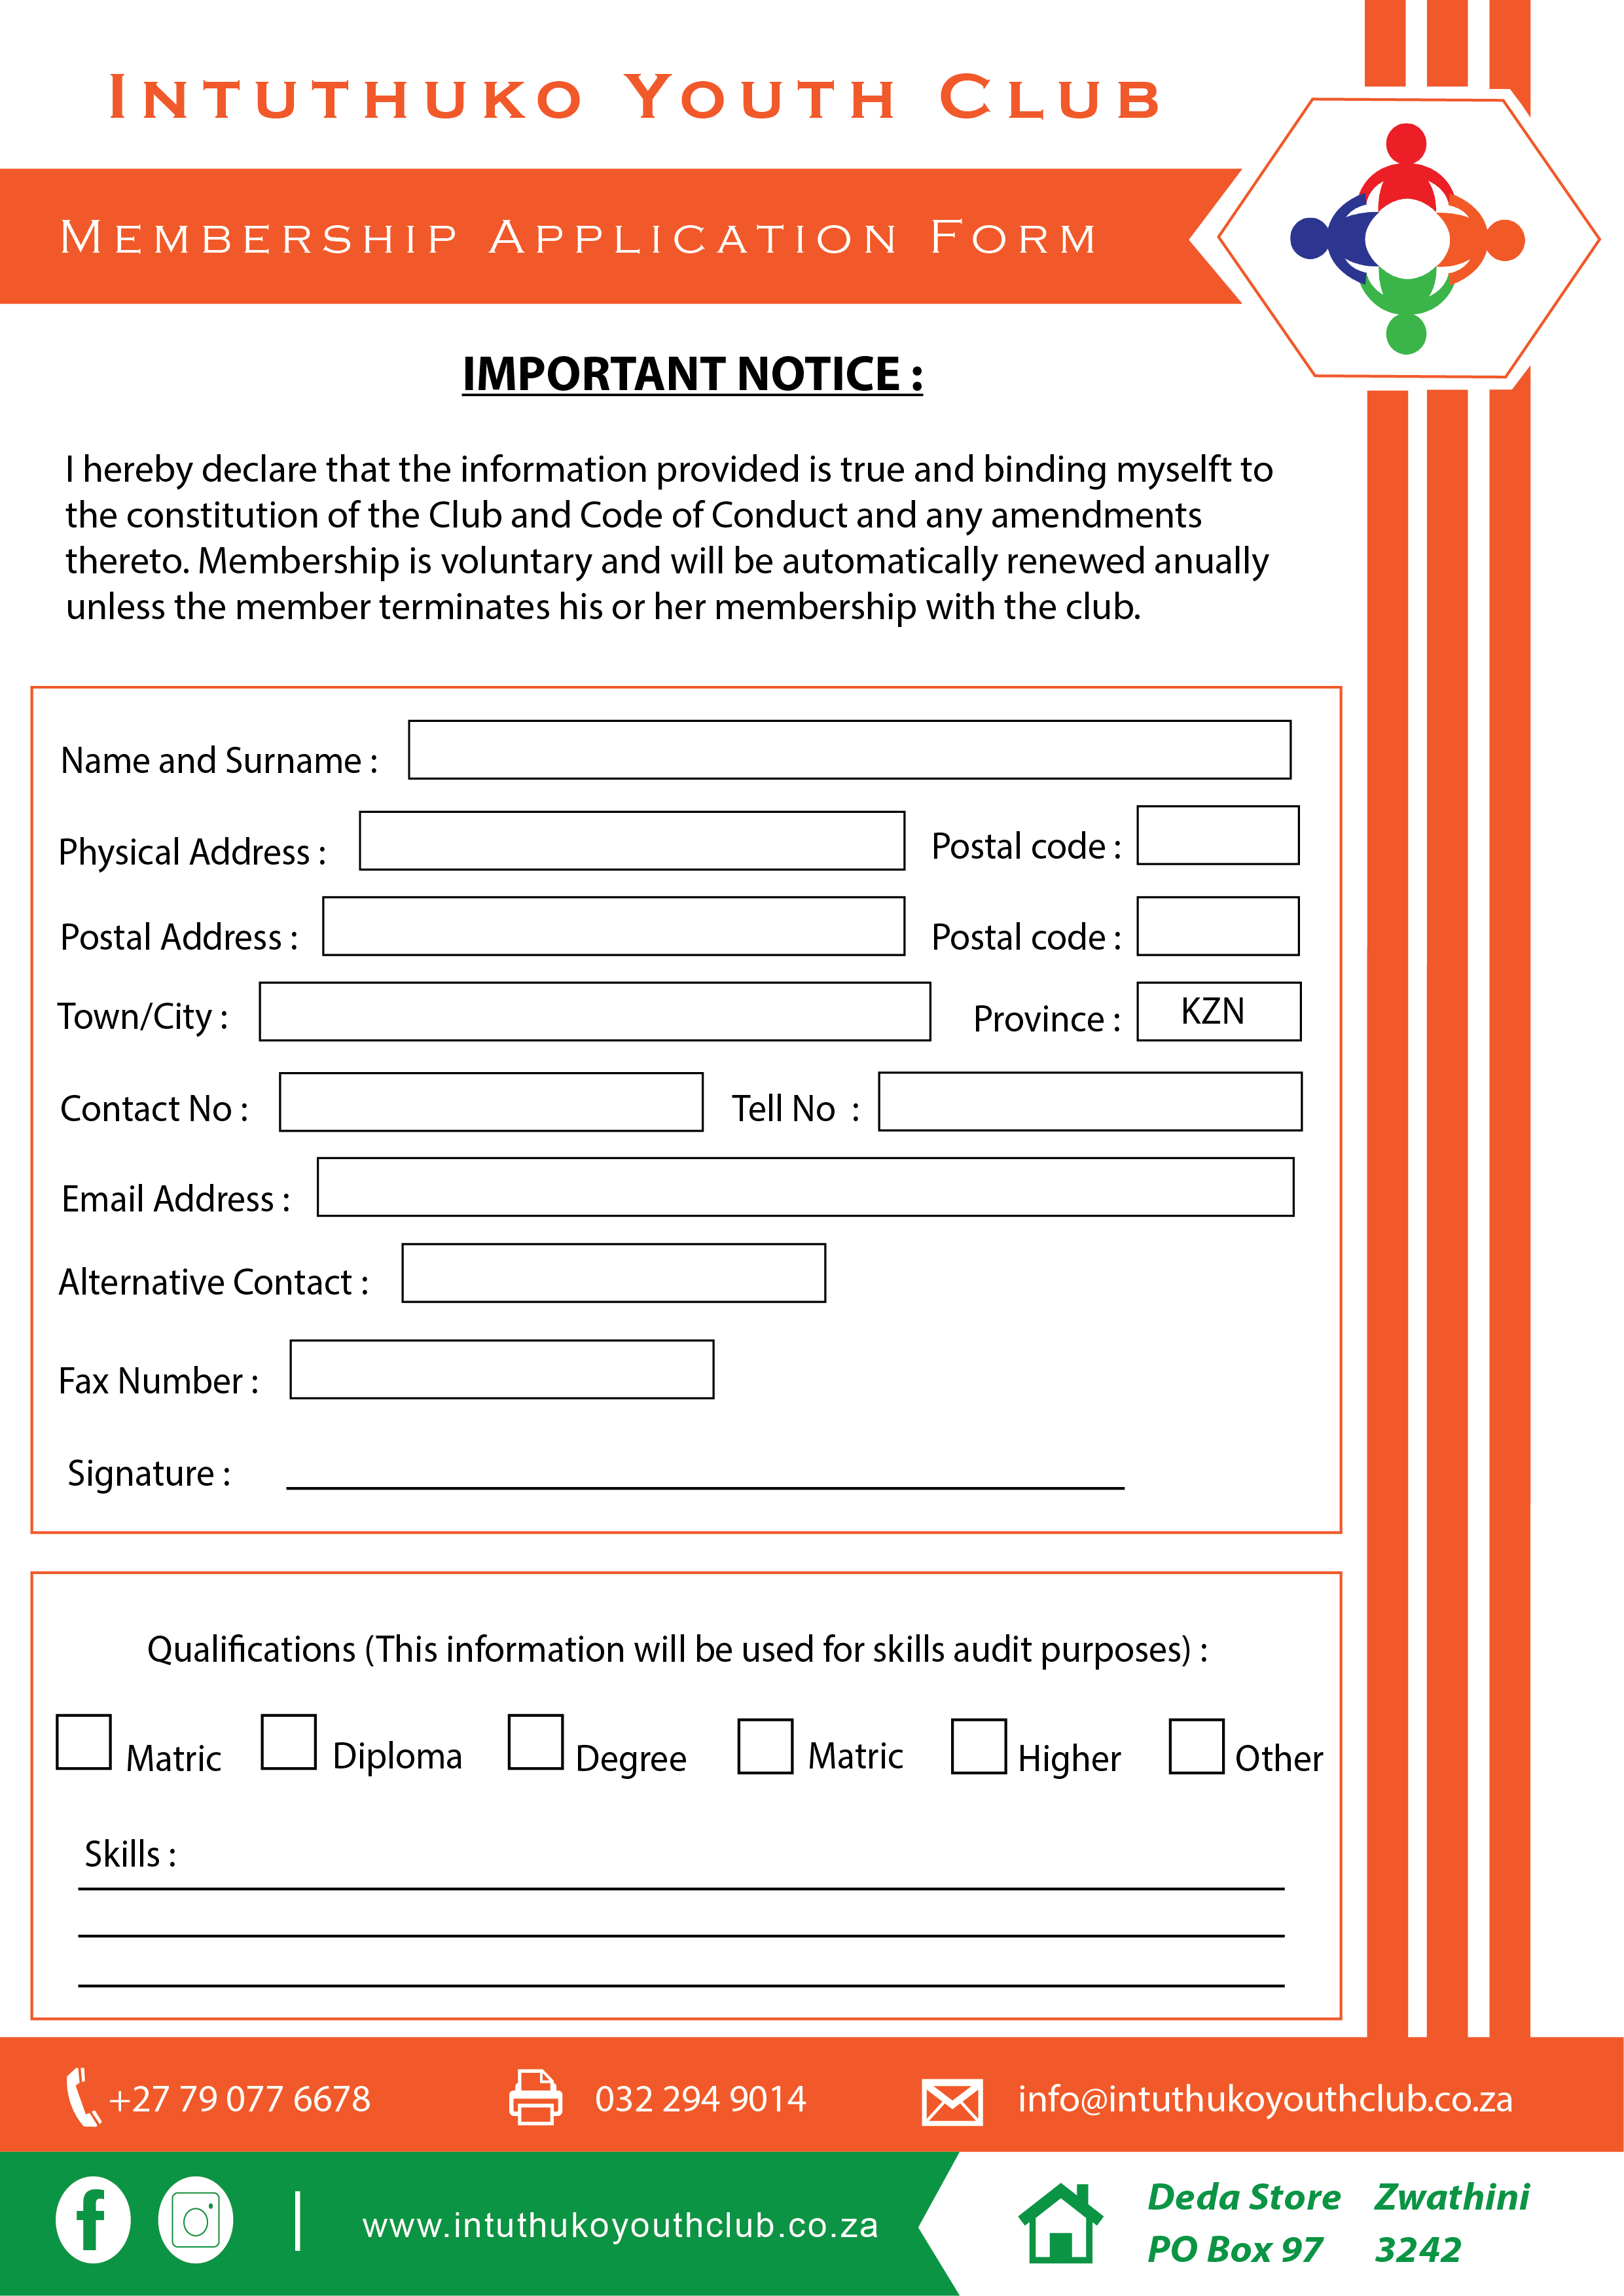 Intuthuko Youth Club
Membership Application Form
IMPORTANT NOTICE :
I hereby declare that the information provided is true and binding myselft to
the constitution of the Club and Code of Conduct and any amendments
thereto. Membership is voluntary and will be automatically renewed anually
unless the member terminates his or her membership with the club.
Name and Surname :
Physical Address : Postal code :
Postal Address : Postal code :
Town/City : Province : KZN
Contact No : Tell No :
Email Address :
Alternative Contact :
Fax Number :
Signature :
Qualifications (This information will be used for skills audit purposes) :
Matric Diploma Degree Matric Higher Other
Skills :
+27 79 077 6678 032 294 9014 info@intuthukoyouthclub.co.za
www.intuthukoyouthclub.co.za
Deda Store Zwathini
PO Box 97 3242